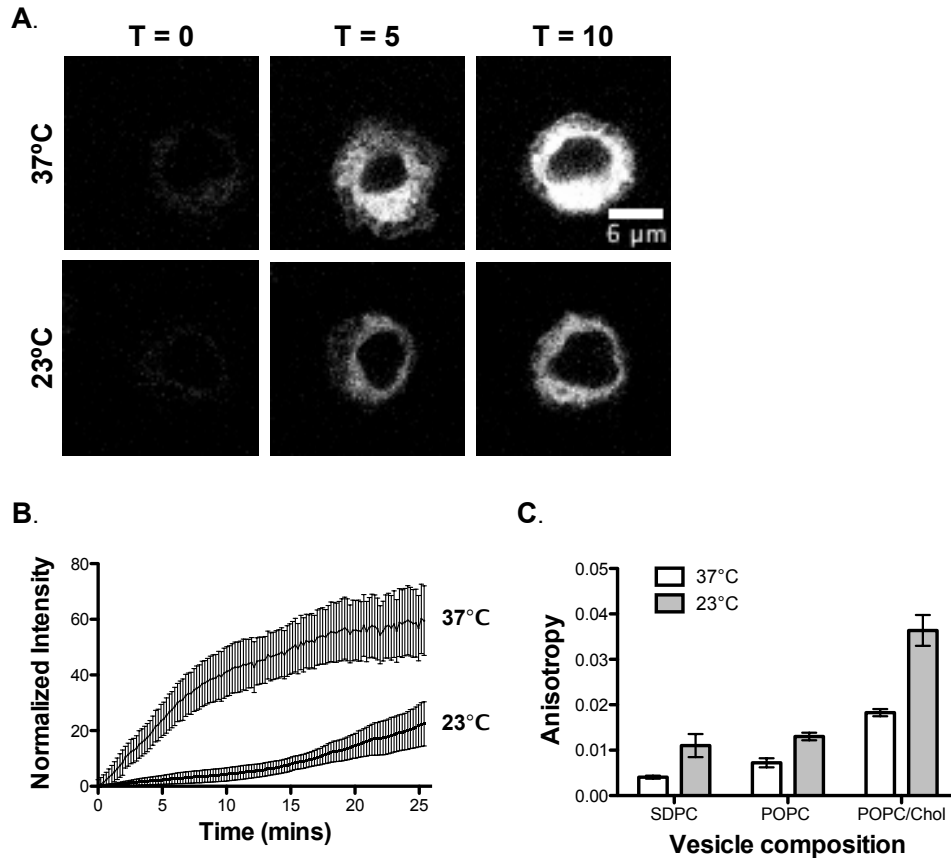 A.
T = 0 T = 5 T = 10
37ºC
6 µm
23ºC
B.
Normalized Intensity
80
60
40
20
0
37°C
23°C
0 5 10 15 20 25
Time (mins)
C.
Anisotropy
0.05
0.04
0.03
0.02
0.01
0.00
37°C
23°C
SDPC POPC POPC/Chol
Vesicle composition